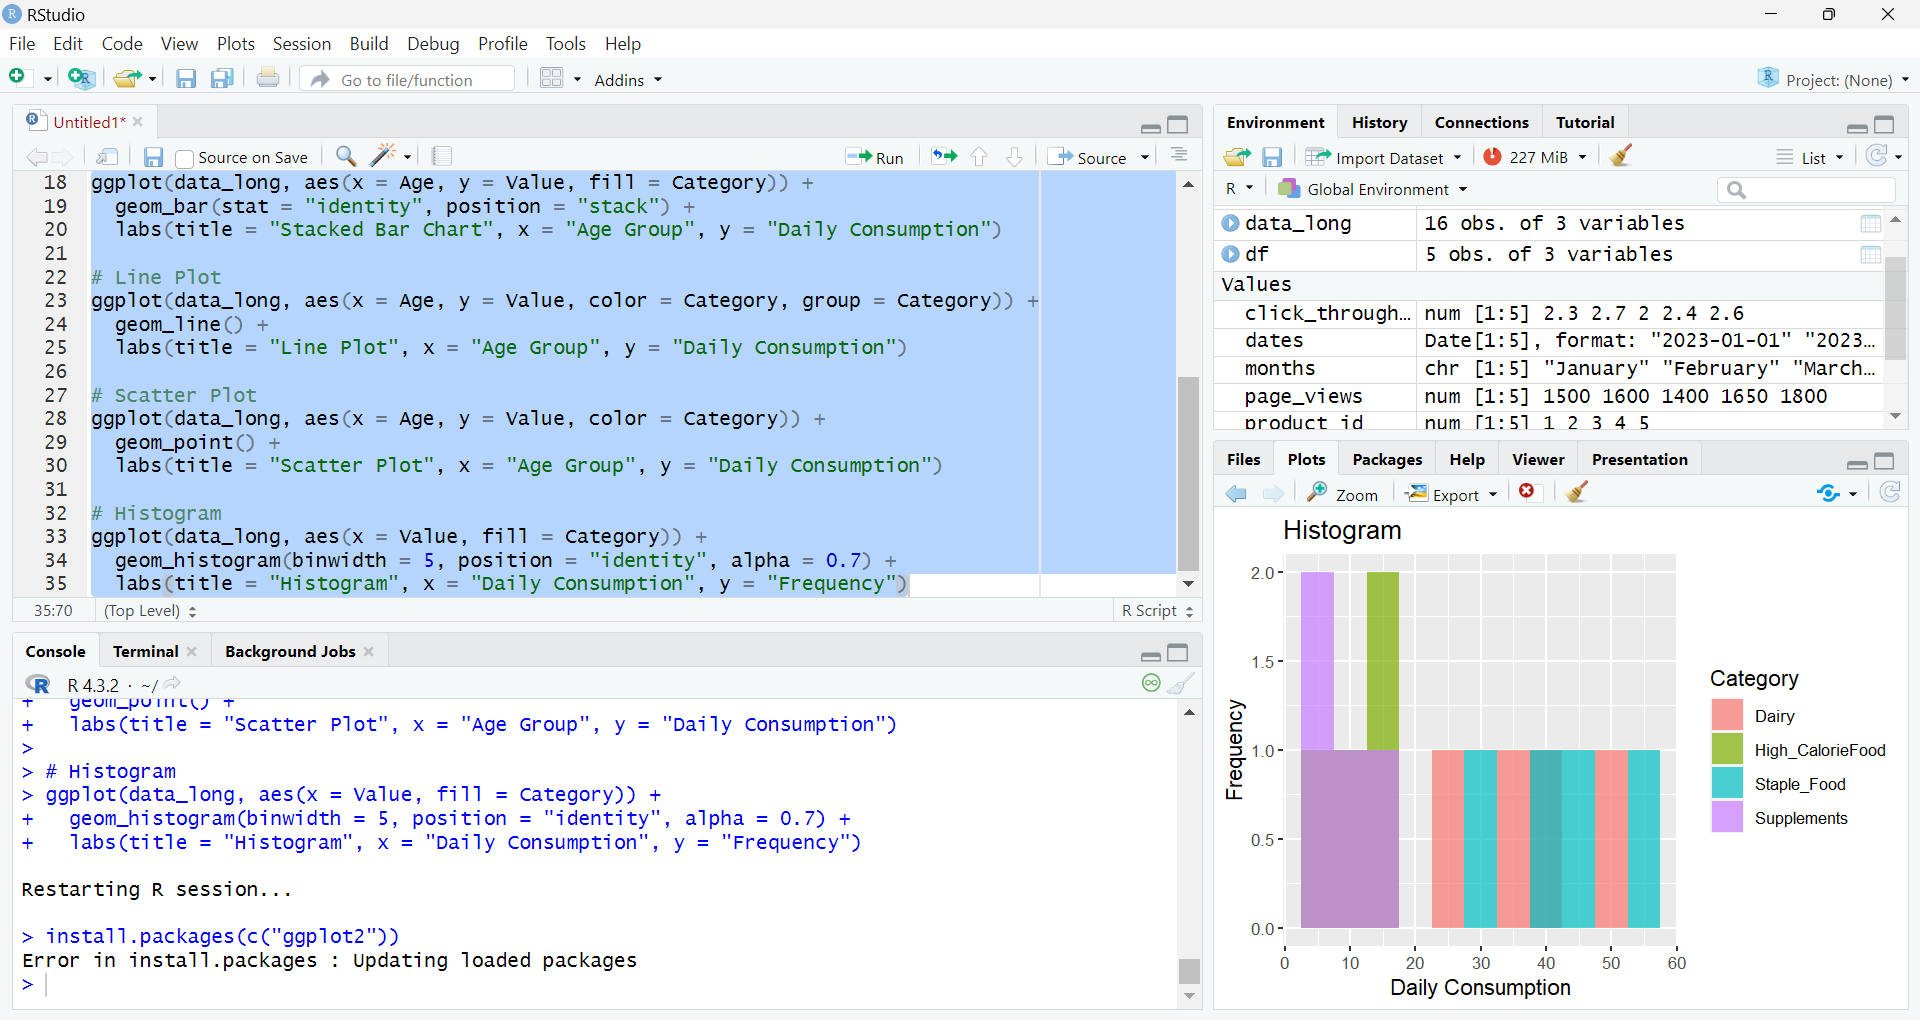 RStudio
File Edit Code View Plots Session Build Debug Profile Tools Help
Go to file/function Addins Project: (None)
Untitled1*
Source on Save Run Source
18 ggplot(data_long, aes(x = Age, y = Value, fill = Category)) +
19 geom_bar(stat = "identity", position = "stack") +
20 labs(title = "Stacked Bar Chart", x = "Age Group", y = "Daily Consumption")
21
22 # Line Plot
23 ggplot(data_long, aes(x = Age, y = Value, color = Category, group = Category)) +
24 geom_line() +
25 labs(title = "Line Plot", x = "Age Group", y = "Daily Consumption")
26
27 # Scatter Plot
28 ggplot(data_long, aes(x = Age, y = Value, color = Category)) +
29 geom_point() +
30 labs(title = "Scatter Plot", x = "Age Group", y = "Daily Consumption")
31
32 # Histogram
33 ggplot(data_long, aes(x = Value, fill = Category)) +
34 geom_histogram(binwidth = 5, position = "identity", alpha = 0.7) +
35 labs(title = "Histogram", x = "Daily Consumption", y = "Frequency")
35:70 (Top Level) R Script
Console Terminal Background Jobs
R 4.3.2 · ~/
+ geom_point() +
+ labs(title = "Scatter Plot", x = "Age Group", y = "Daily Consumption")
>
> # Histogram
> ggplot(data_long, aes(x = Value, fill = Category)) +
+ geom_histogram(binwidth = 5, position = "identity", alpha = 0.7) +
+ labs(title = "Histogram", x = "Daily Consumption", y = "Frequency")
Restarting R session...
> install.packages(c("ggplot2"))
Error in install.packages : Updating loaded packages
>
Environment History Connections Tutorial
Import Dataset 227 MiB List
R Global Environment
data_long 16 obs. of 3 variables
df 5 obs. of 3 variables
Values
click_through… num [1:5] 2.3 2.7 2 2.4 2.6
dates Date[1:5], format: "2023-01-01" "2023…
months chr [1:5] "January" "February" "March…
page_views num [1:5] 1500 1600 1400 1650 1800
product_id num [1:5] 1 2 3 4 5
Files Plots Packages Help Viewer Presentation
Zoom Export
Histogram
2.0
1.5
1.0
0.5
0.0
Frequency
0 10 20 30 40 50 60
Daily Consumption
Category
Dairy
High_CalorieFood
Staple_Food
Supplements